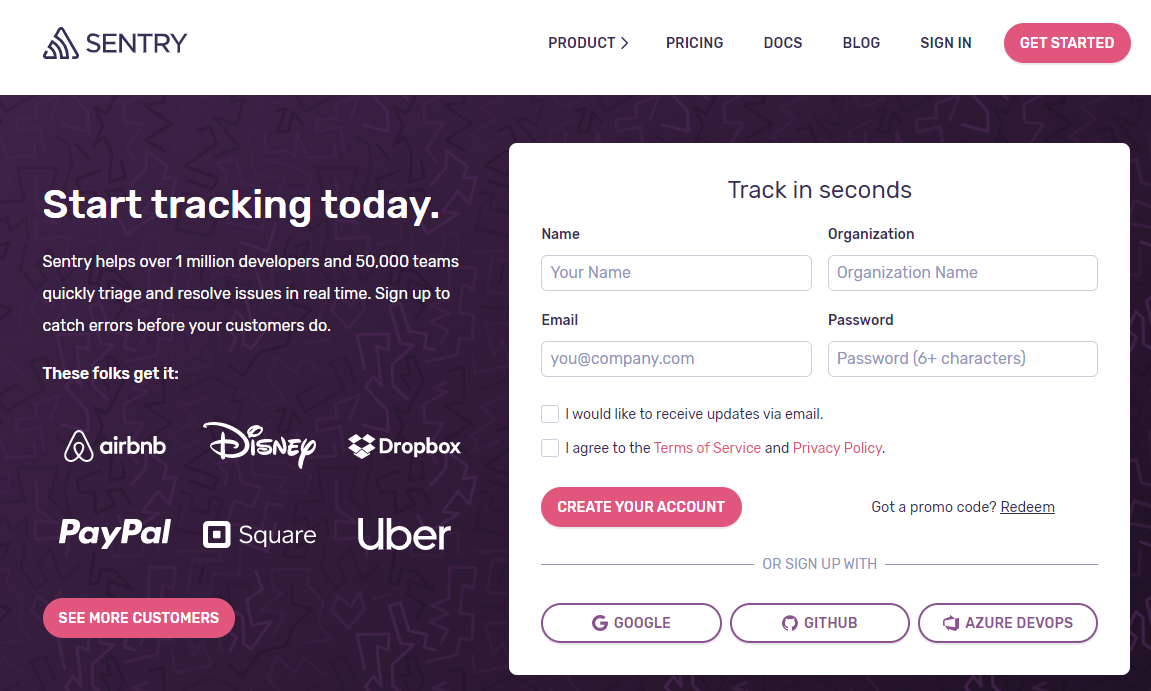 SENTRY
PRODUCT
PRICING
DOCS
BLOG
SIGN IN
GET STARTED
Start tracking today.
Sentry helps over 1 million developers and 50,000 teams
quickly triage and resolve issues in real time. Sign up to
catch errors before your customers do.
These folks get it:
airbnb
Disney
Dropbox
PayPal
Square
Uber
SEE MORE CUSTOMERS
Track in seconds
Name
Organization
Your Name
Organization Name
Email
Password
you@company.com
Password (6+ characters)
I would like to receive updates via email.
I agree to the Terms of Service and Privacy Policy.
CREATE YOUR ACCOUNT
Got a promo code? Redeem
OR SIGN UP WITH
GOOGLE
GITHUB
AZURE DEVOPS